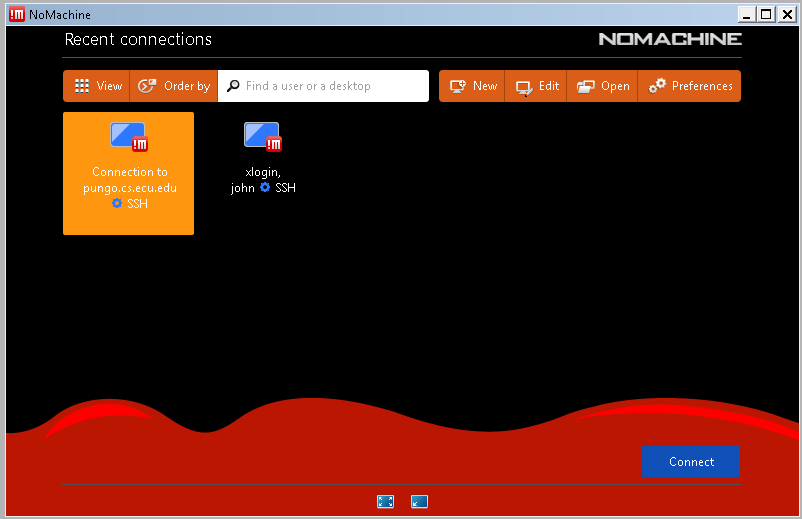 !M NoMachine
Recent connections
NOMACHINE
View
Order by
Find a user or a desktop
New
Edit
Open
Preferences
!M
Connection to
pungo.cs.ecu.edu
SSH
!M
xlogin,
john SSH
Connect